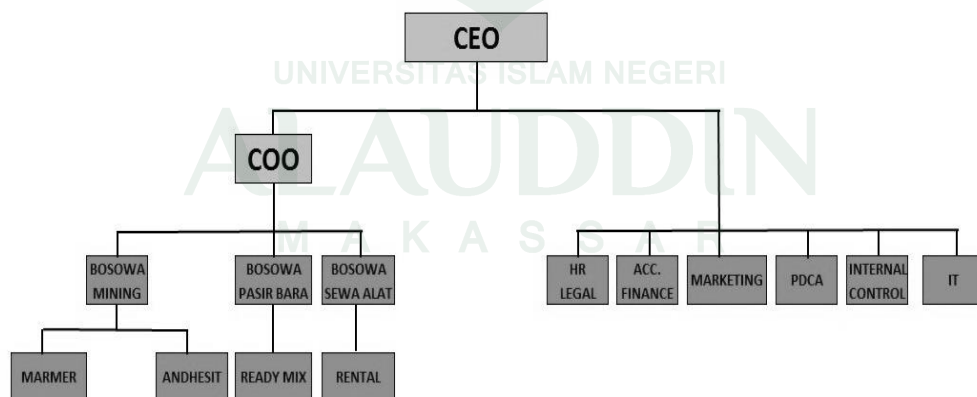 CEO
UNIVERSITAS ISLAM NEGERI
ALAUDDIN
MAKASSAR
COO
BOSOWA
MINING
BOSOWA
PASIR BARA
BOSOWA
SEWA ALAT
HR
LEGAL
ACC.
FINANCE
MARKETING
PDCA
INTERNAL
CONTROL
IT
MARMER
ANDHESIT
READY MIX
RENTAL